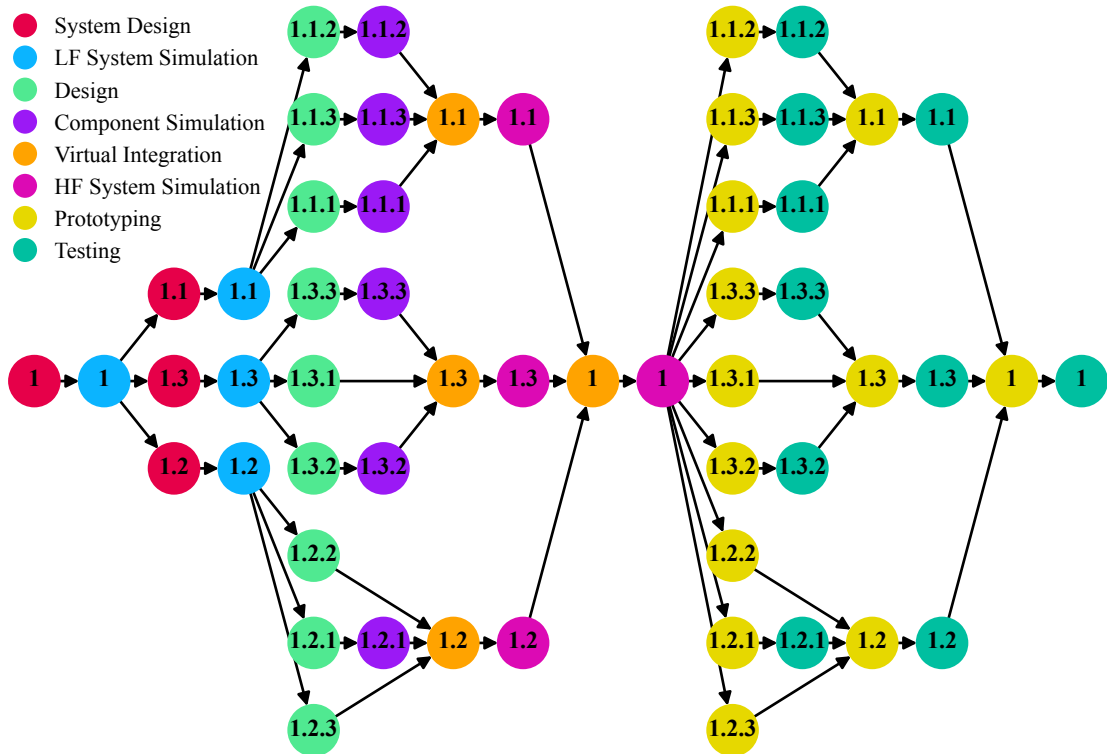 System Design
LF System Simulation
Design
Component Simulation
Virtual Integration
HF System Simulation
Prototyping
Testing
1.1.2 1.1.2 1.1.2 1.1.2
1.1.3 1.1.3 1.1 1.1 1.1.3 1.1.3 1.1 1.1
1.1.1 1.1.1 1.1.1 1.1.1
1.1 1.1 1.3.3 1.3.3 1.3.3 1.3.3
1 1 1.3 1.3 1.3.1 1.3 1.3 1 1 1.3.1 1.3 1.3 1 1
1.2 1.2 1.3.2 1.3.2 1.3.2 1.3.2
1.2.2 1.2.2
1.2.1 1.2.1 1.2 1.2 1.2.1 1.2.1 1.2 1.2
1.2.3 1.2.3